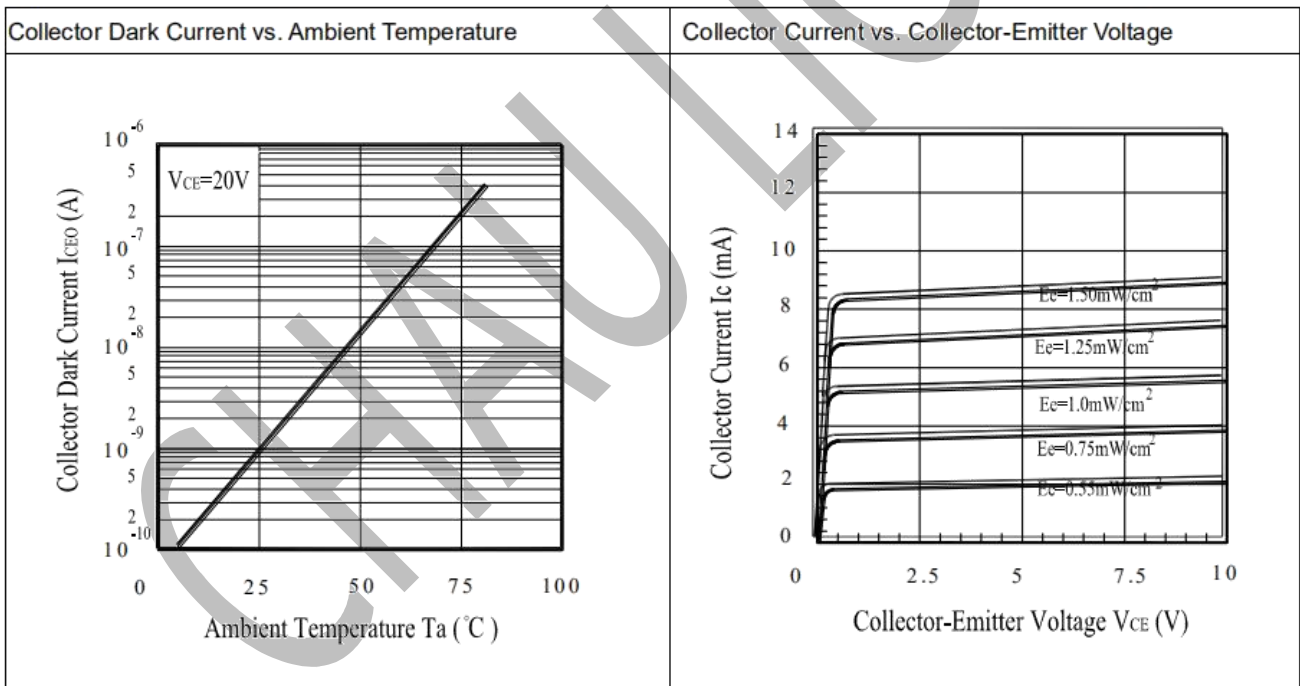 Collector Dark Current vs. Ambient Temperature
Collector Current vs. Collector-Emitter Voltage
10-6
5
VCE=20V
2
10-7
5
2
10-8
5
2
10-9
5
2
10-10
0 25 50 75 100
Collector Dark Current ICEO (A)
Ambient Temperature Ta (℃)
14
12
10
8
6
4
2
0
Ee=1.50mW/cm2
Ee=1.25mW/cm2
Ee=1.0mW/cm2
Ee=0.75mW/cm2
Ee=0.55mW/cm2
0 2.5 5 7.5 10
Collector Current Ic (mA)
Collector-Emitter Voltage VCE (V)
CHAU